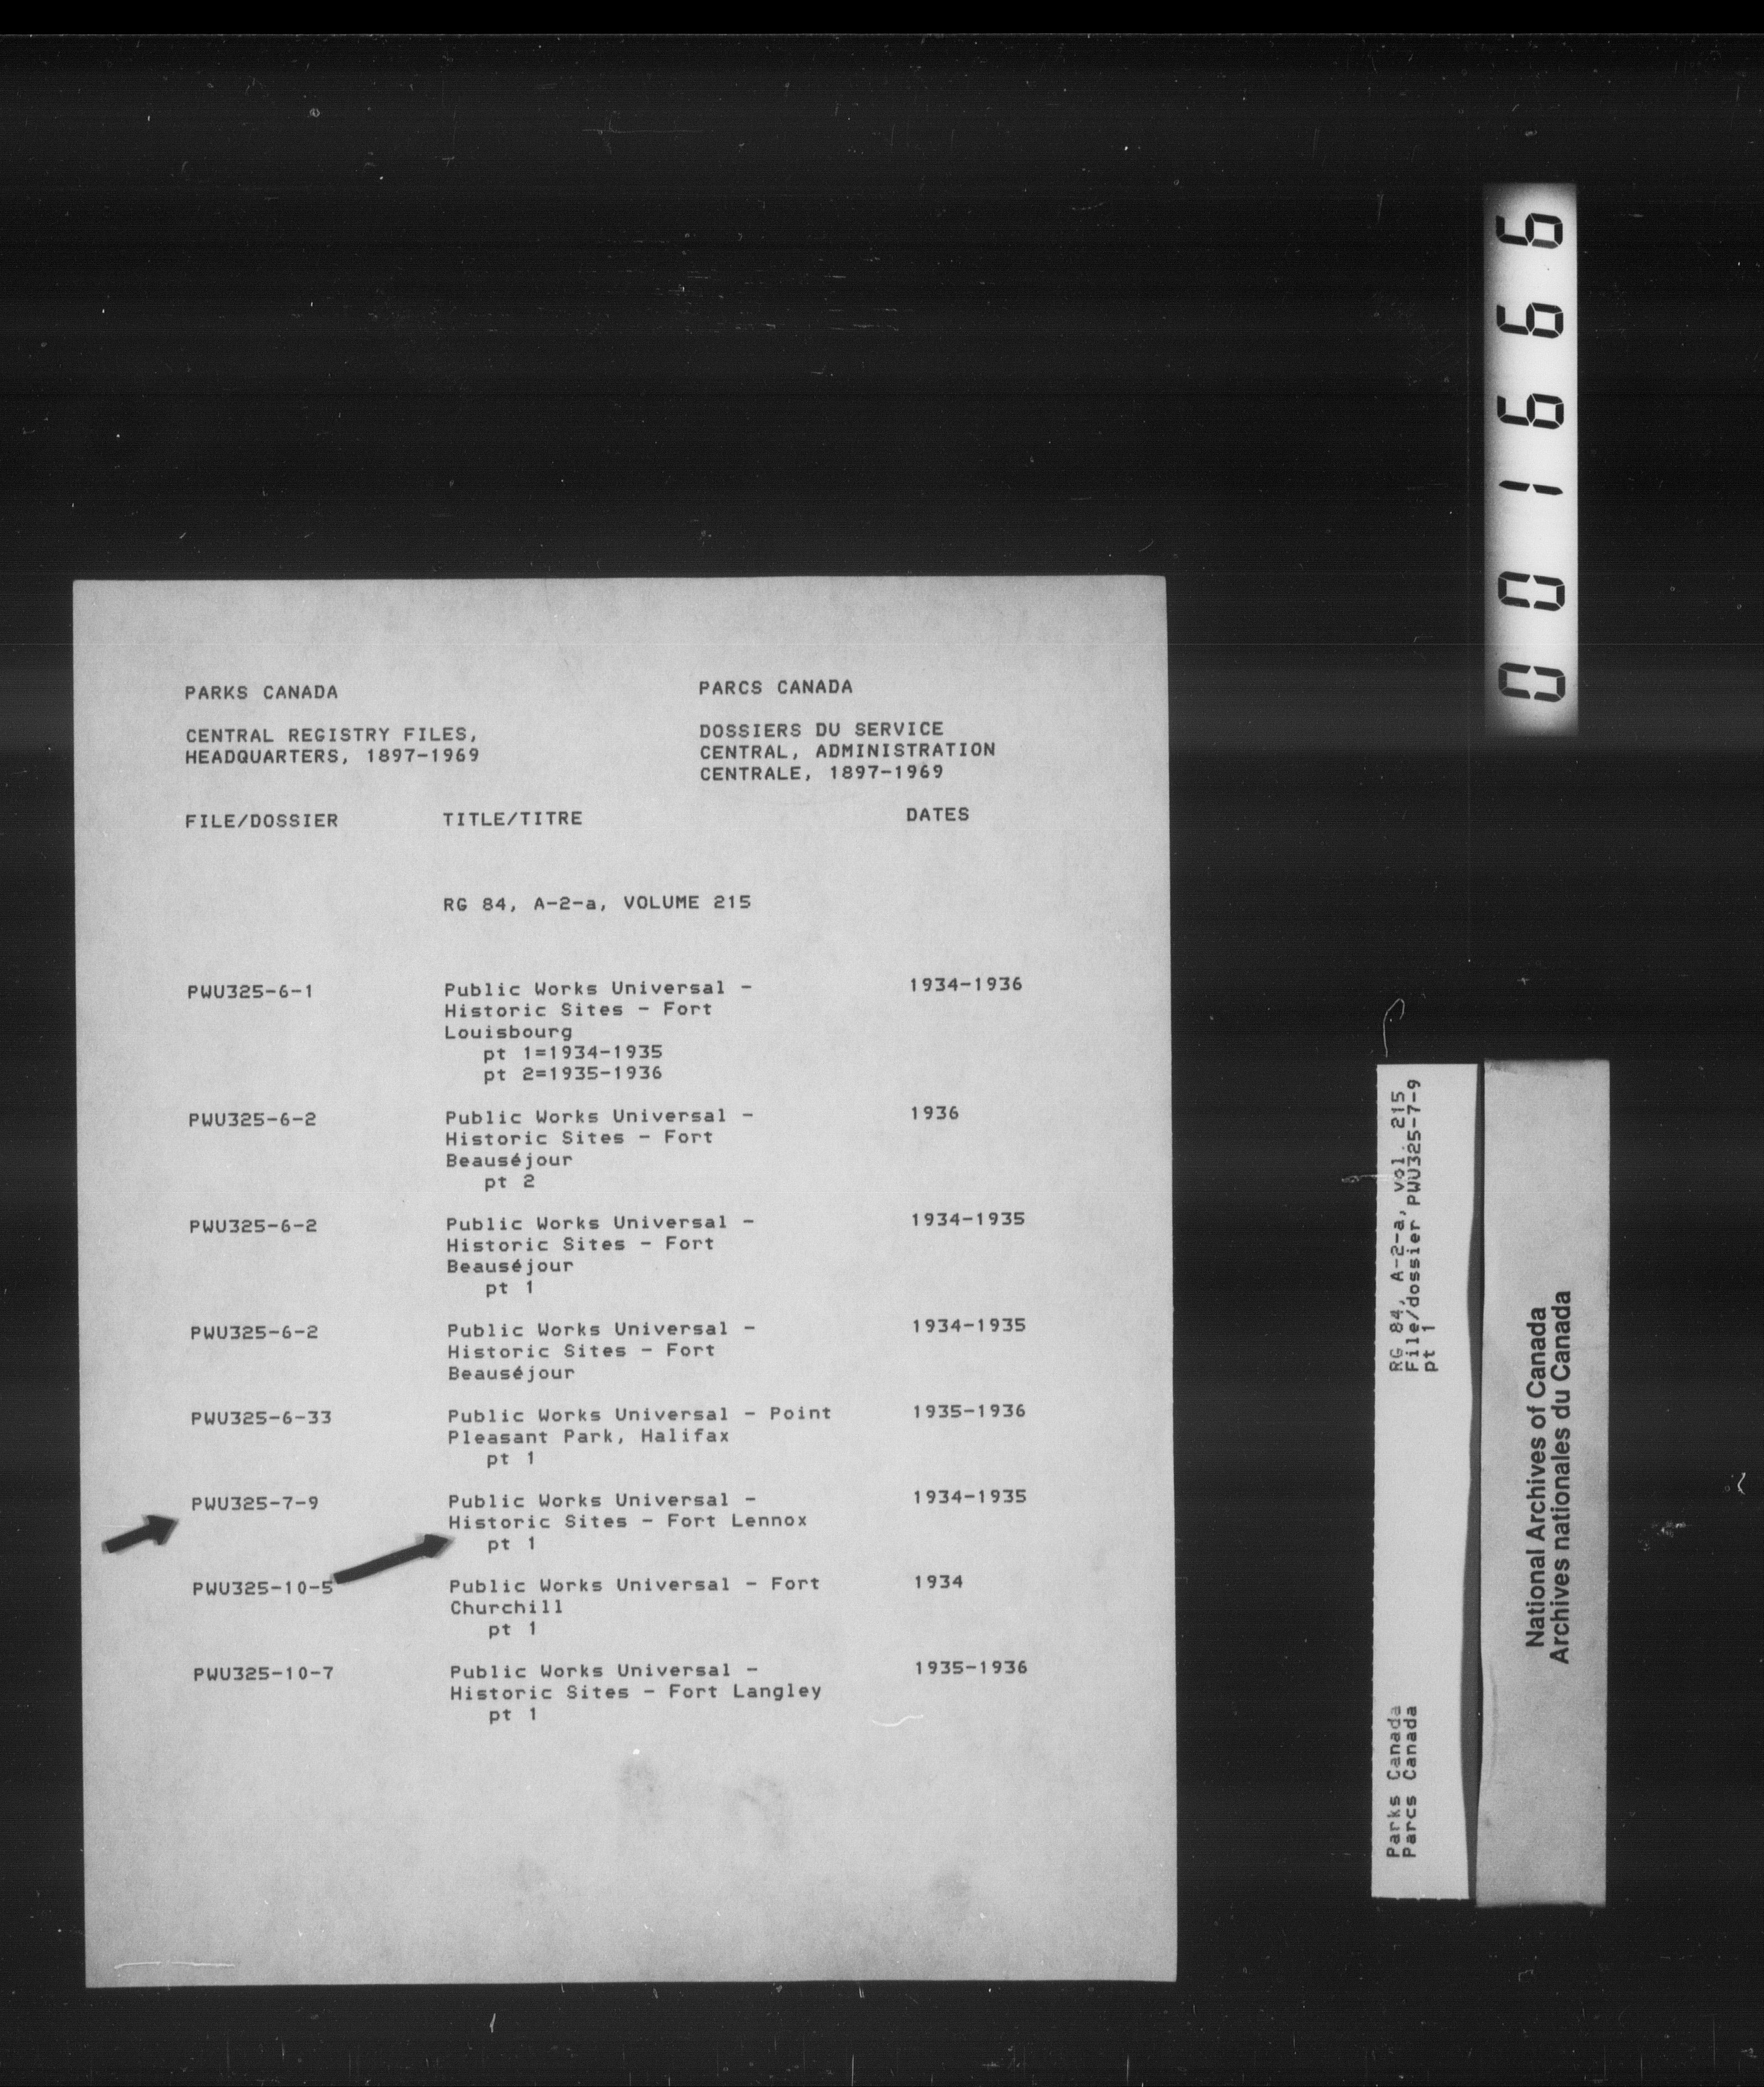 PARKS CANADA
CENTRAL REGISTRY FILES,
HEADQUARTERS, 1897-1969
PARCS CANADA
DOSSIERS DU SERVICE
CENTRAL, ADMINISTRATION
CENTRALE, 1897-1969
FILE/DOSSIER TITLE/TITRE DATES
RG 84, A-2-a, VOLUME 215
PWU325-6-1 Public Works Universal - 1934-1936
Historic Sites - Fort
Louisbourg
pt 1=1934-1935
pt 2=1935-1936
PWU325-6-2 Public Works Universal - 1936
Historic Sites - Fort
Beauséjour
pt 2
PWU325-6-2 Public Works Universal - 1934-1935
Historic Sites - Fort
Beauséjour
pt 1
PWU325-6-2 Public Works Universal - 1934-1935
Historic Sites - Fort
Beauséjour
PWU325-6-33 Public Works Universal - Point 1935-1936
Pleasant Park, Halifax
pt 1
PWU325-7-9 Public Works Universal - 1934-1935
Historic Sites - Fort Lennox
pt 1
PWU325-10-5 Public Works Universal - Fort 1934
Churchill
pt 1
PWU325-10-7 Public Works Universal - 1935-1936
Historic Sites - Fort Langley
pt 1
001666
Parks Canada
Parcs Canada
RG 84, A-2-a, vol. 215
File/dossier PWU325-7-9
pt 1
National Archives of Canada
Archives nationales du Canada